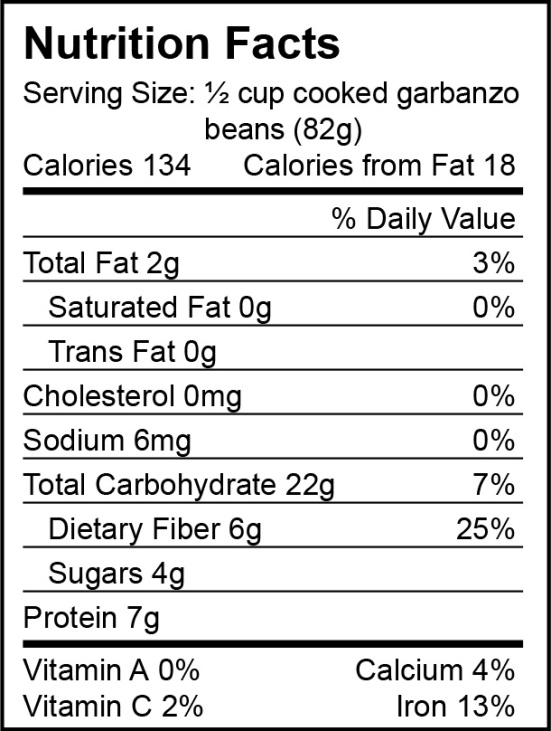 Nutrition Facts
Serving Size: ½ cup cooked garbanzo
beans (82g)
Calories 134 Calories from Fat 18
% Daily Value
Total Fat 2g 3%
Saturated Fat 0g 0%
Trans Fat 0g
Cholesterol 0mg 0%
Sodium 6mg 0%
Total Carbohydrate 22g 7%
Dietary Fiber 6g 25%
Sugars 4g
Protein 7g
Vitamin A 0% Calcium 4%
Vitamin C 2% Iron 13%